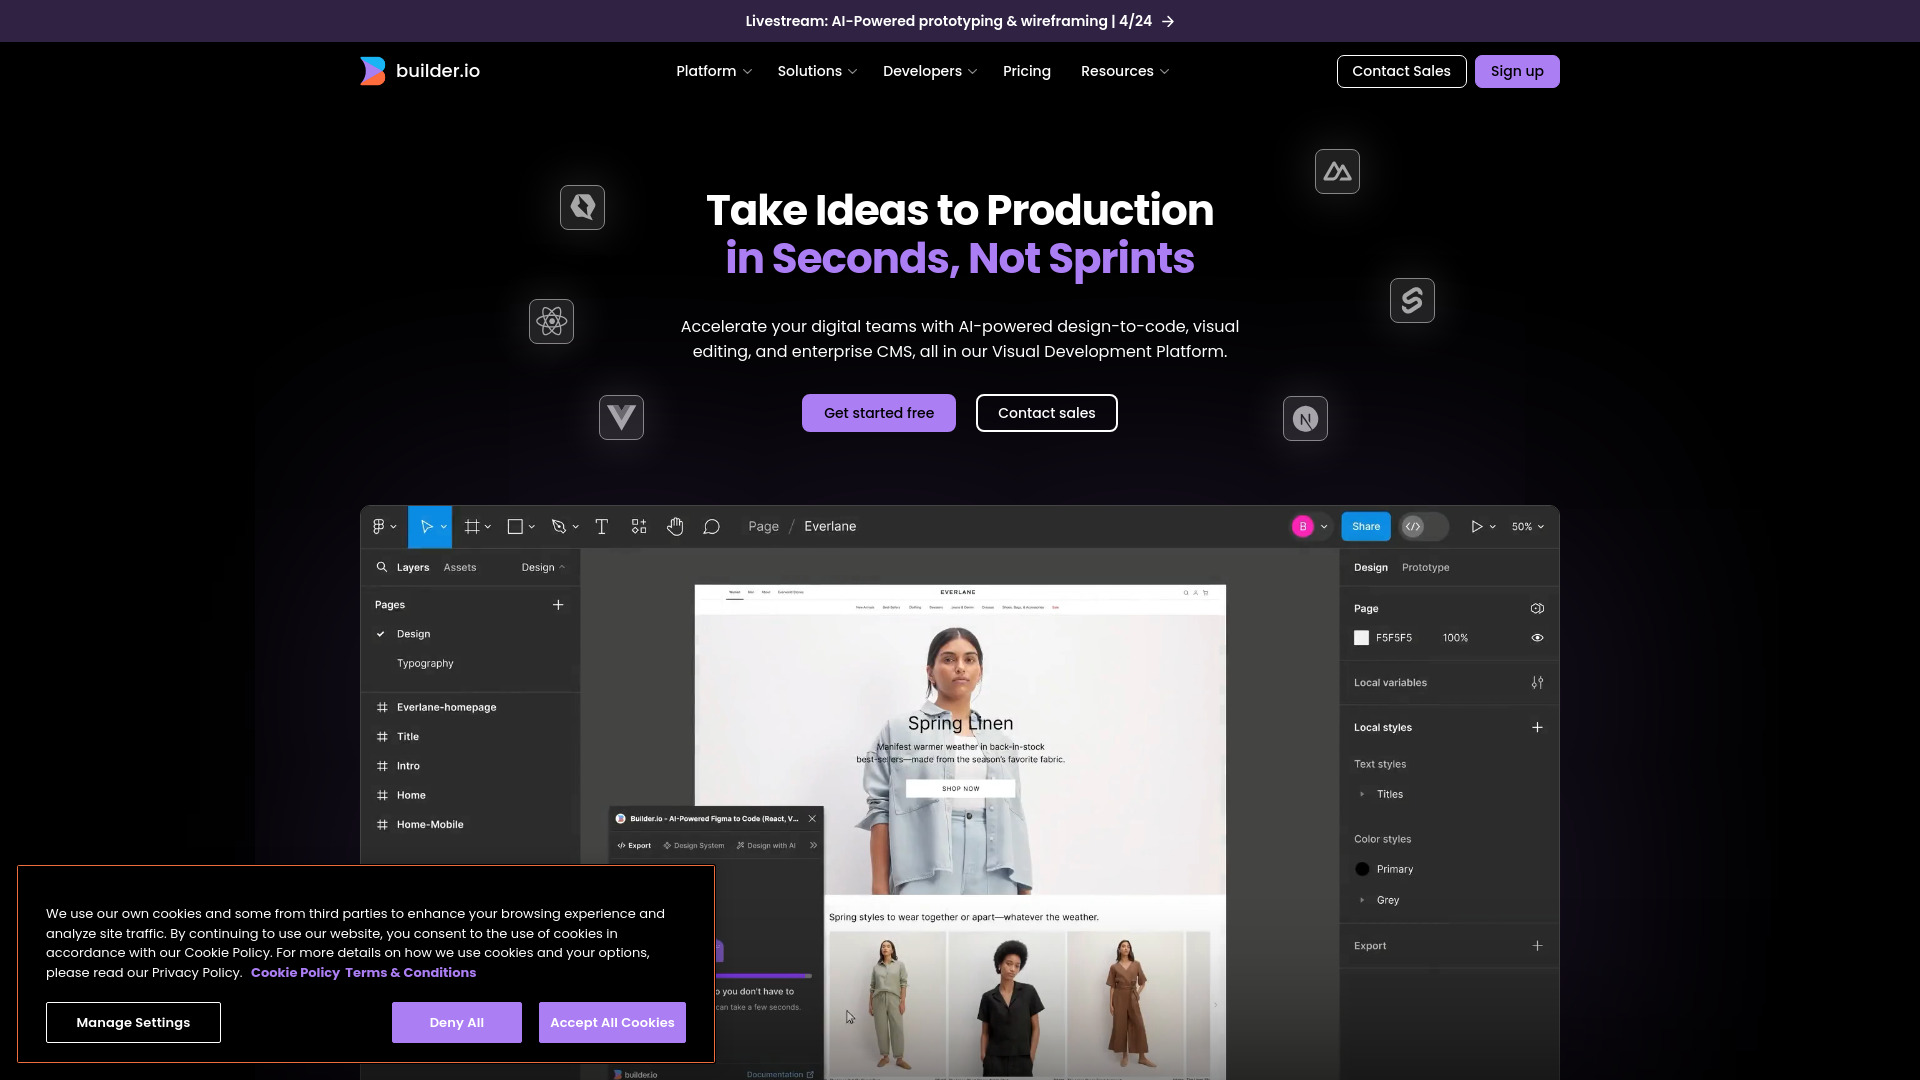 Livestream: AI-Powered prototyping & wireframing | 4/24
builder.io
Platform
Solutions
Developers
Pricing
Resources
Contact Sales
Sign up
Take Ideas to Production
in Seconds, Not Sprints
Accelerate your digital teams with AI-powered design-to-code, visual
editing, and enterprise CMS, all in our Visual Development Platform.
Get started free
Contact sales
Page / Everlane
B
Share
50%
Layers
Assets
Design
Pages
Design
Typography
Everlane-homepage
Title
Intro
Home
Home-Mobile
EVERLANE
Spring Linen
Manifest warmer weather in back-in-stock
best-sellers—made from the season's favorite fabric.
SHOP NOW
Spring styles to wear together or apart—whatever the weather.
Builder.io - AI-Powered Figma to Code (React, V...
Export
Design System
Design with AI
o you don't have to
can take a few seconds.
builder.io
Documentation
Design
Prototype
Page
F5F5F5
100%
Local variables
Local styles
Text styles
Titles
Color styles
Primary
Grey
Export
We use our own cookies and some from third parties to enhance your browsing experience and
analyze site traffic. By continuing to use our website, you consent to the use of cookies in
accordance with our Cookie Policy. For more details on how we use cookies and your options,
please read our Privacy Policy. Cookie Policy Terms & Conditions
Manage Settings
Deny All
Accept All Cookies